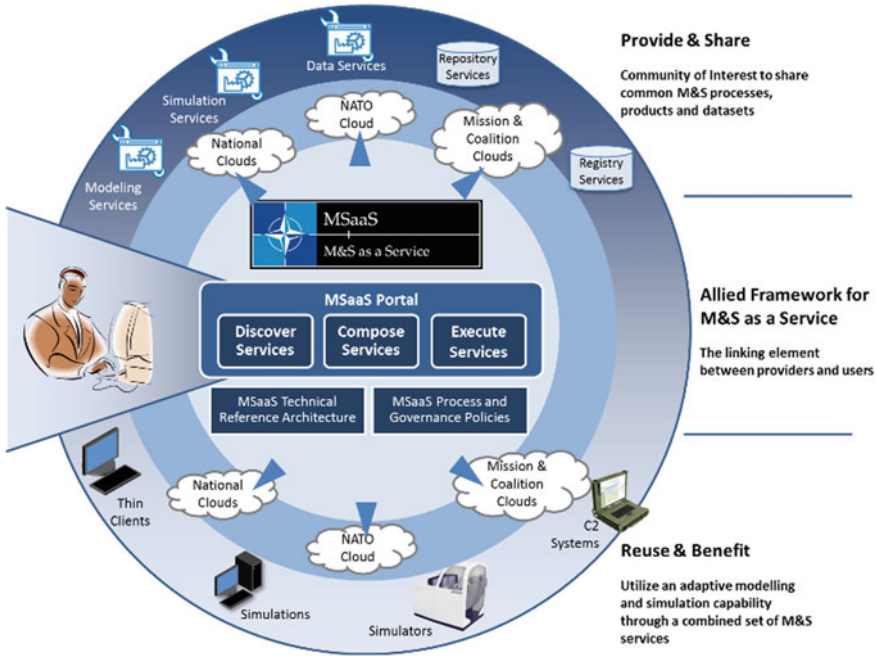 Provide & Share
Community of Interest to share
common M&S processes,
products and datasets
Data Services
Repository
Services
Simulation
Services
NATO
Cloud
Mission &
Coalition
Clouds
National
Clouds
Registry
Services
Modeling
Services
MSaaS
M&S as a Service
MSaaS Portal
Discover
Services
Compose
Services
Execute
Services
MSaaS Technical
Reference Architecture
MSaaS Process and
Governance Policies
Allied Framework for
M&S as a Service
The linking element
between providers and users
Thin
Clients
National
Clouds
NATO
Cloud
Mission &
Coalition
Clouds
C2
Systems
Simulations
Simulators
Reuse & Benefit
Utilize an adaptive modelling
and simulation capability
through a combined set of M&S
services